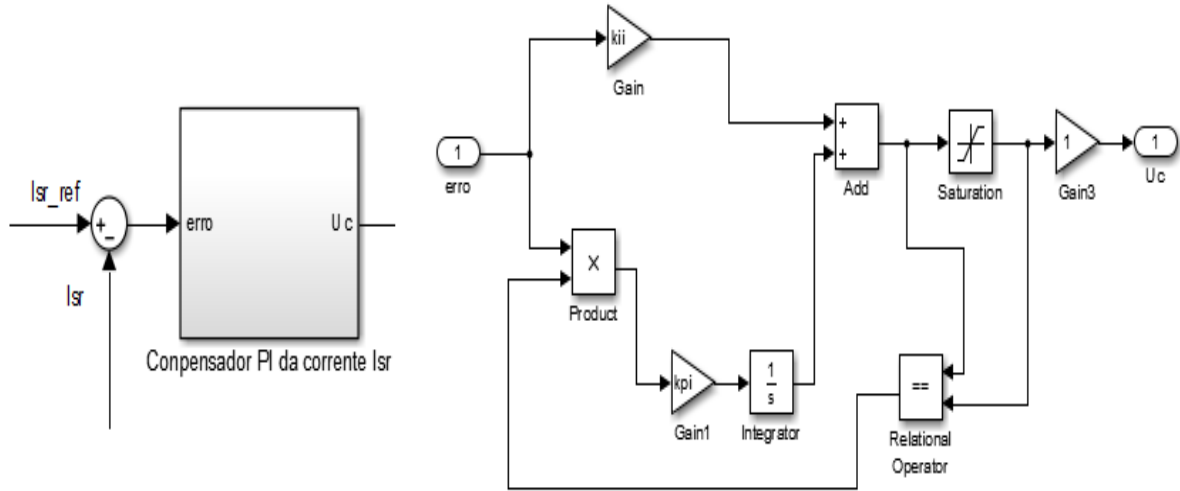 Isr_ref
+
-
Isr
erro
Uc
Conpensador PI da corrente Isr
1
erro
kii
Gain
×
Product
kpi
Gain1
1
s
Integrator
+
+
Add
Saturation
1
Gain3
1
Uc
==
Relational
Operator